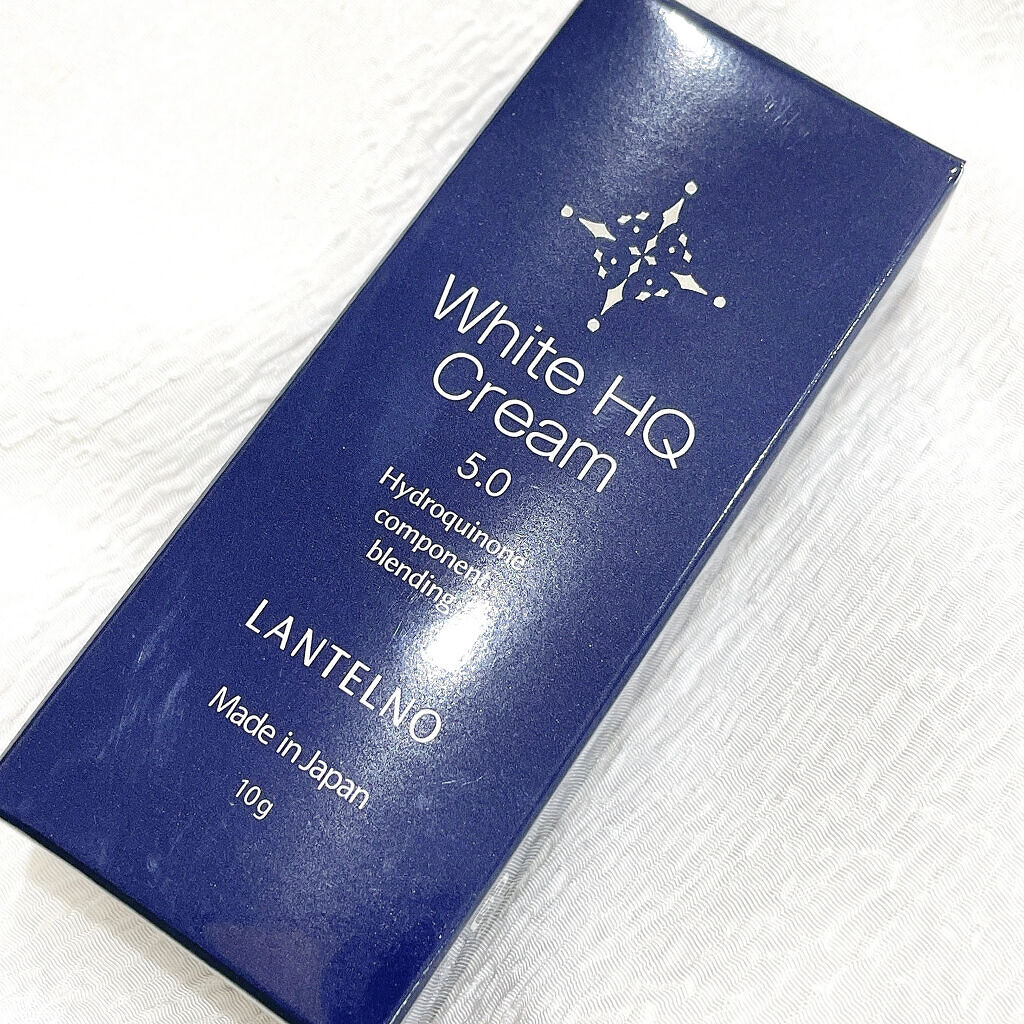 White HQ
Cream
5.0
Hydroquinone
component
blending
LANTELNO
Made in Japan
10g